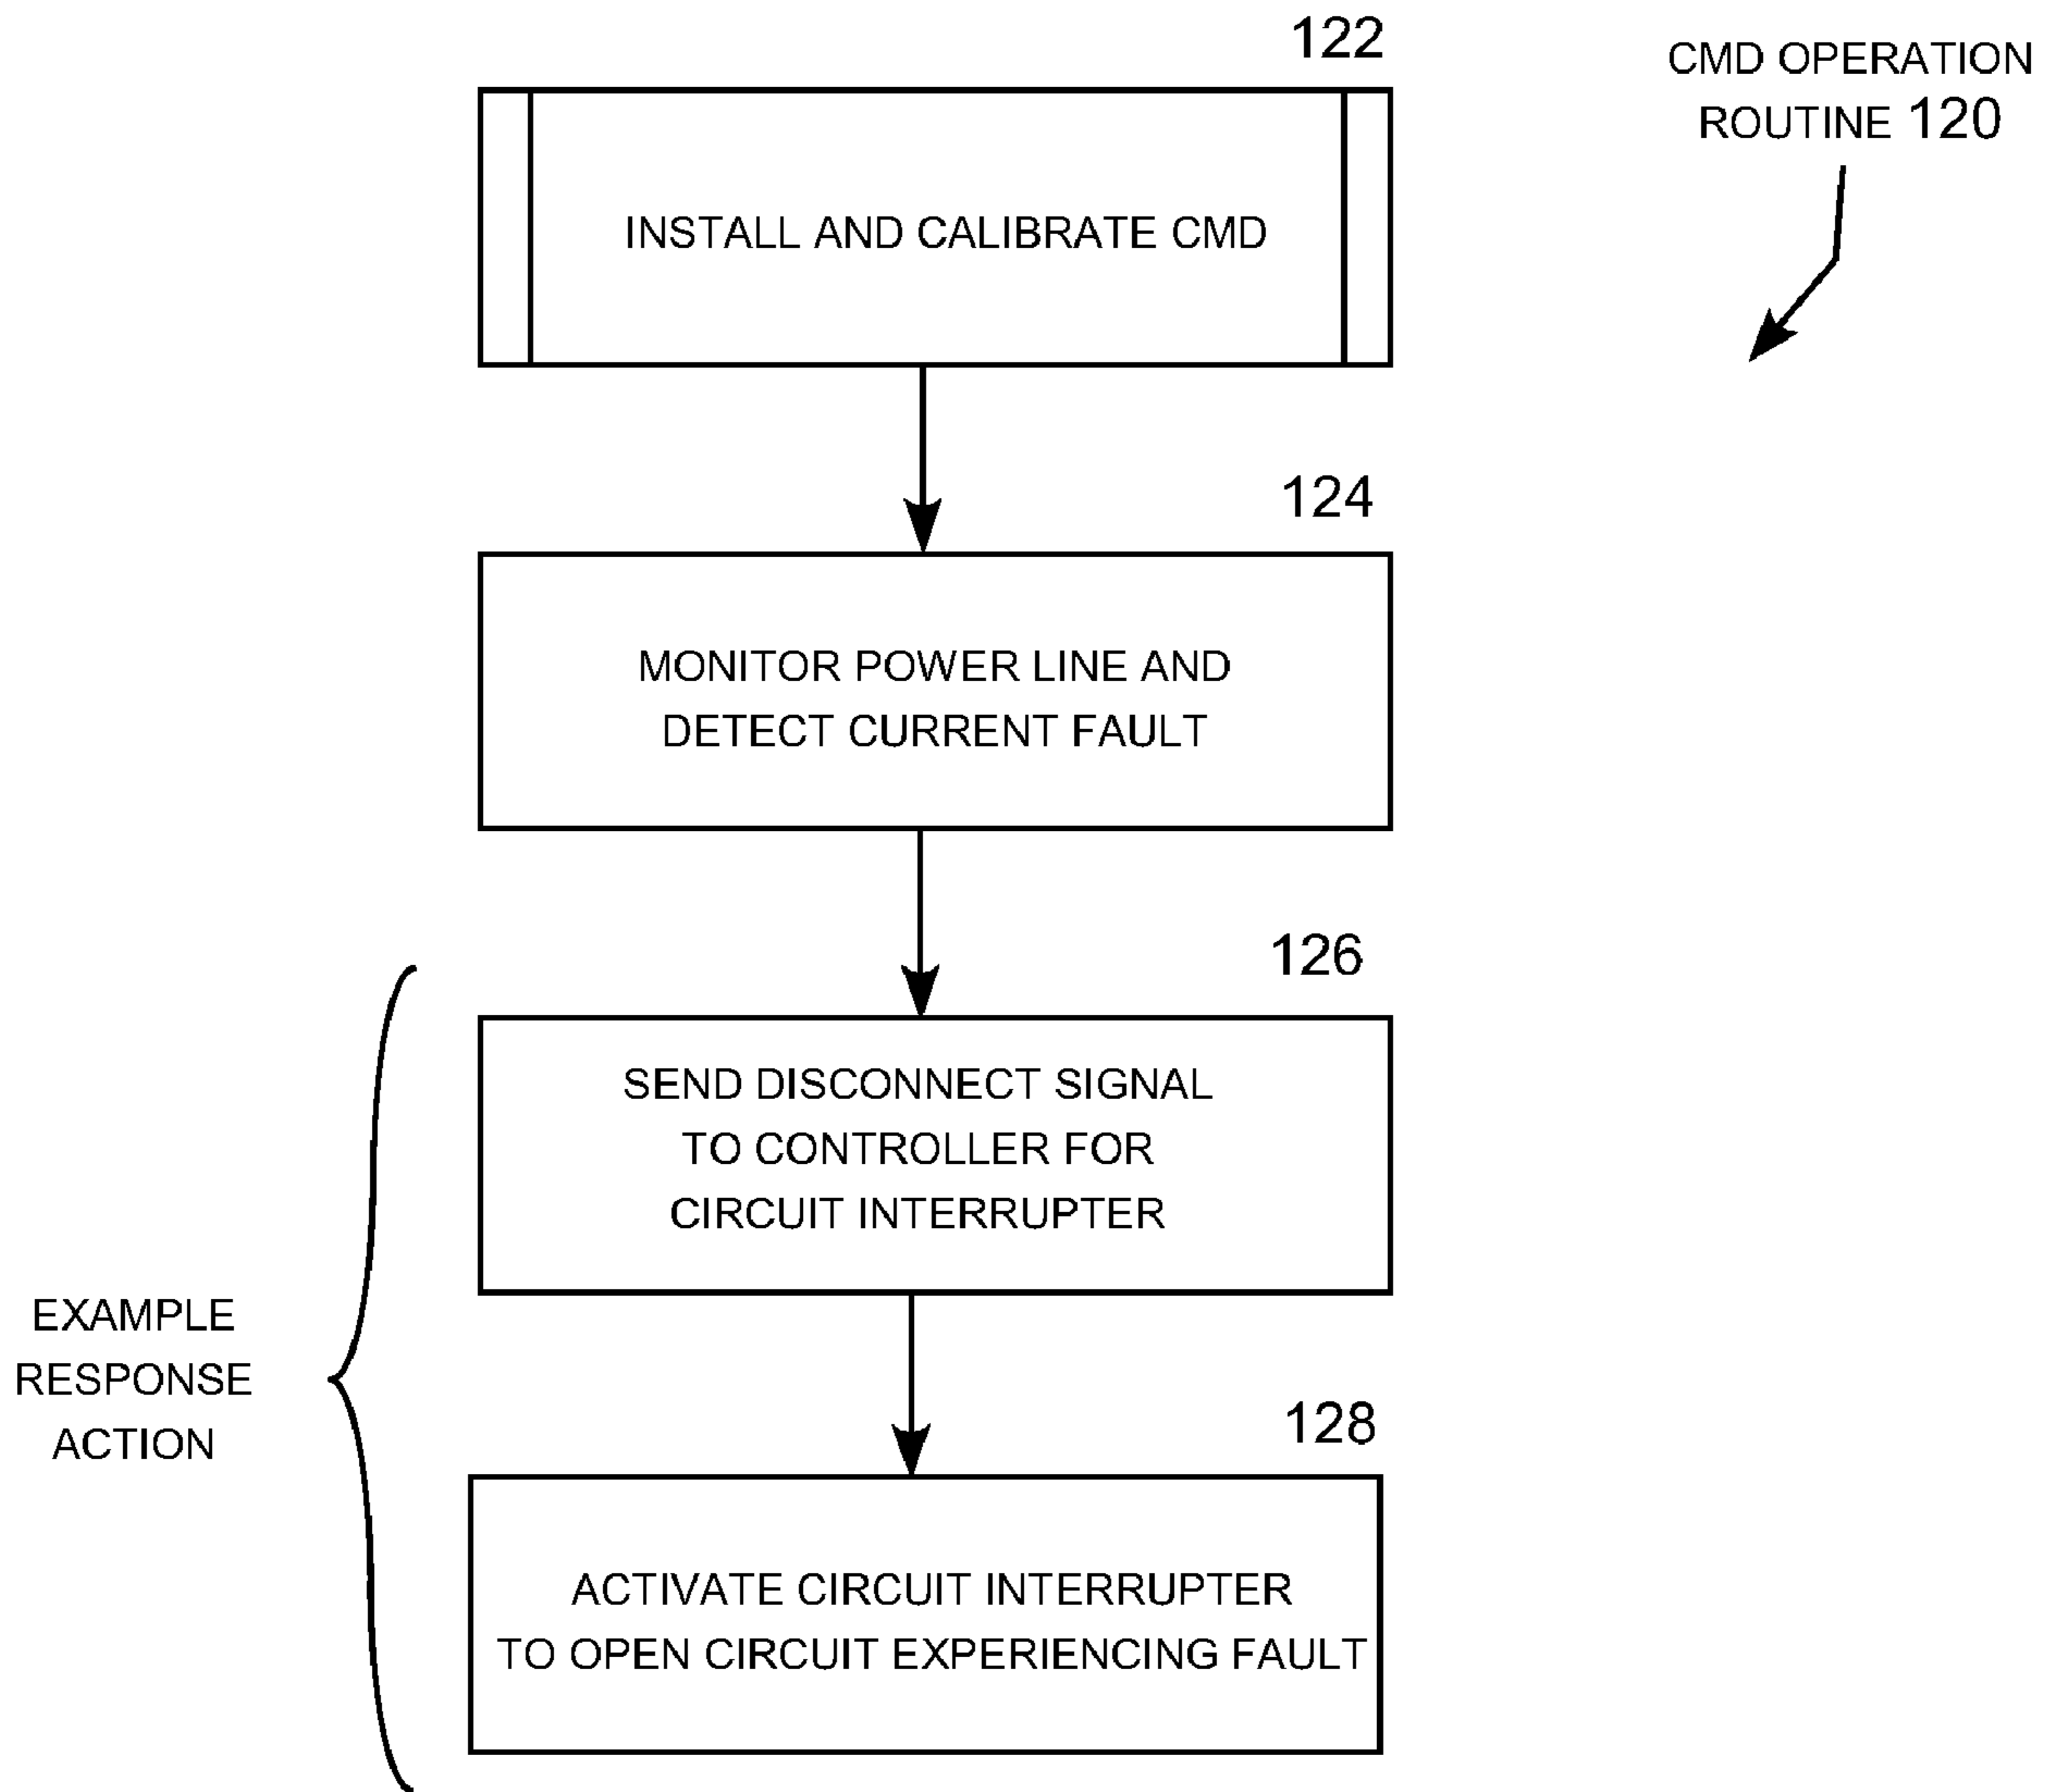 122
CMD OPERATION
ROUTINE 120
INSTALL AND CALIBRATE CMD
124
MONITOR POWER LINE AND
DETECT CURRENT FAULT
126
SEND DISCONNECT SIGNAL
TO CONTROLLER FOR
CIRCUIT INTERRUPTER
EXAMPLE
RESPONSE
ACTION
128
ACTIVATE CIRCUIT INTERRUPTER
TO OPEN CIRCUIT EXPERIENCING FAULT